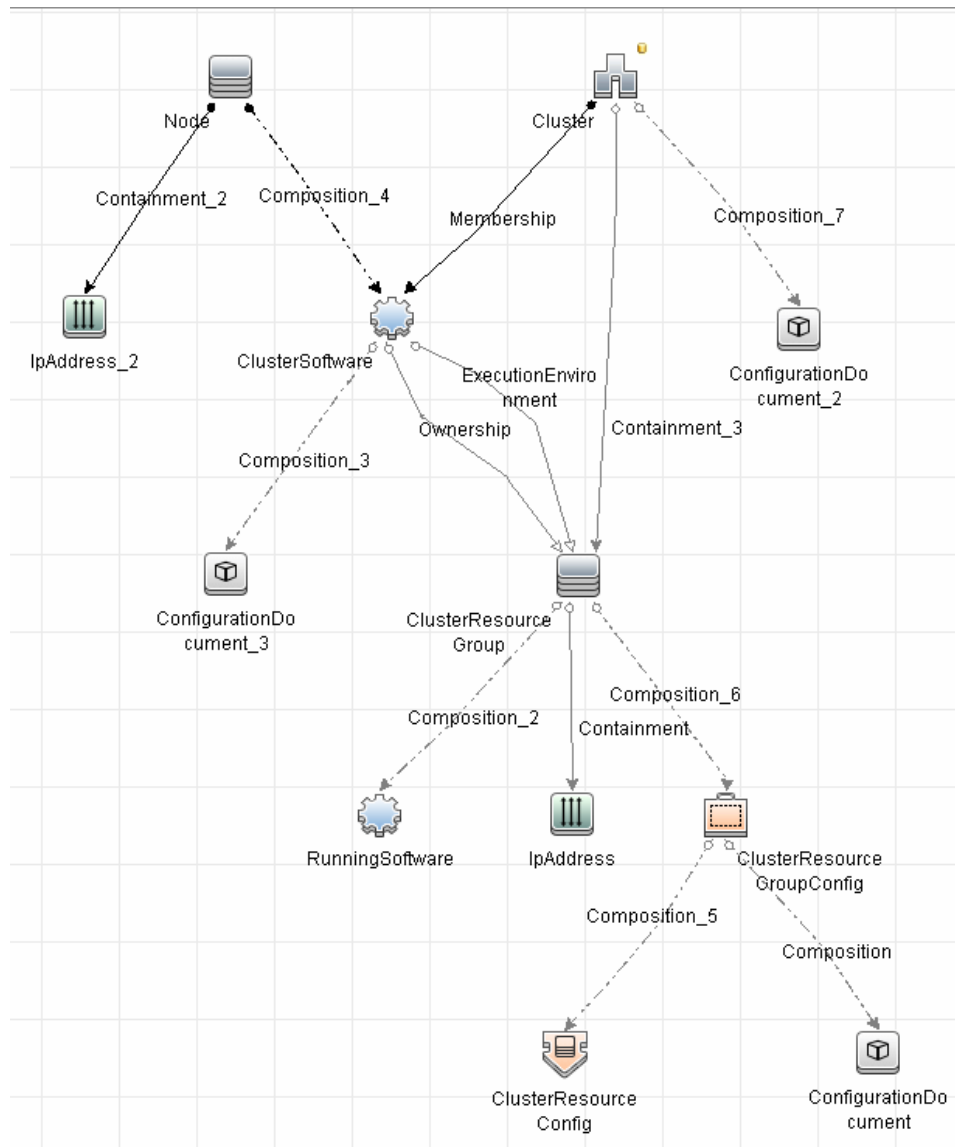 Node
Cluster
Containment_2
Composition_4
Membership
Composition_7
IpAddress_2
ClusterSoftware
ExecutionEnviro
nment
ConfigurationDo
cument_2
Ownership
Containment_3
Composition_3
ConfigurationDo
cument_3
ClusterResource
Group
Composition_6
Composition_2
Containment
RunningSoftware
IpAddress
ClusterResource
GroupConfig
Composition_5
Composition
ClusterResource
Config
ConfigurationDo
cument